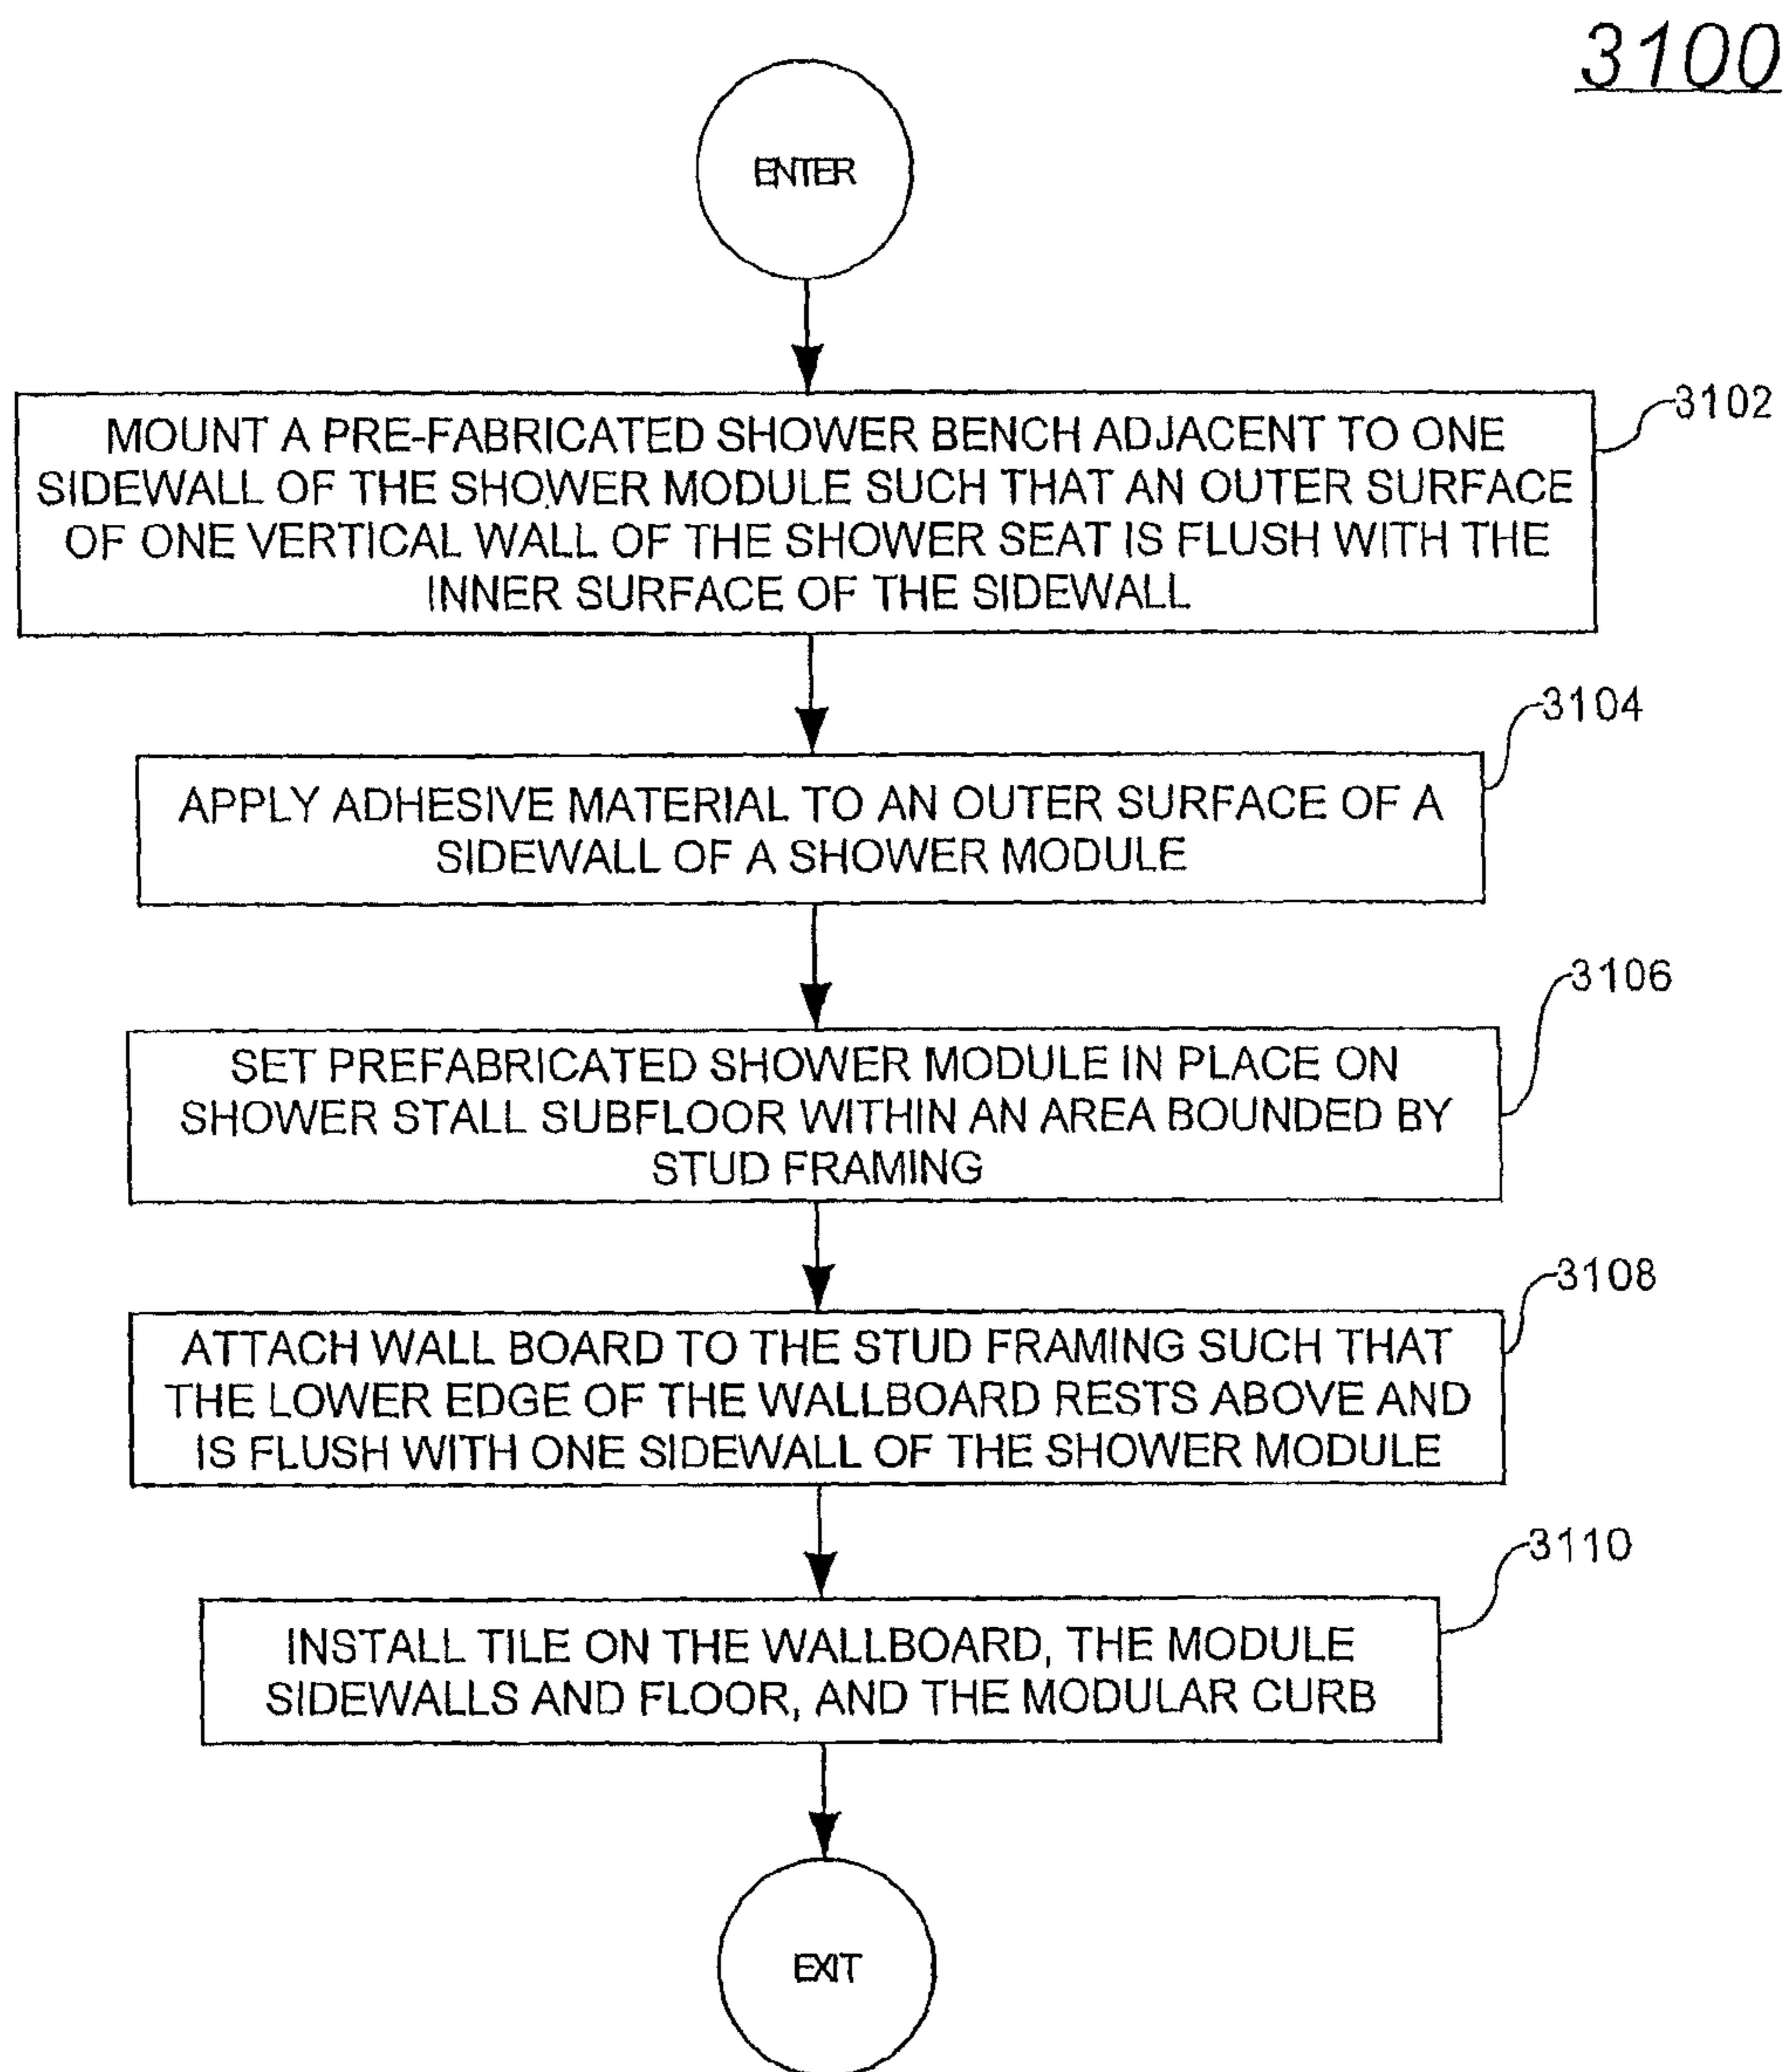 3100
ENTER
3102
MOUNT A PRE-FABRICATED SHOWER BENCH ADJACENT TO ONE
SIDEWALL OF THE SHOWER MODULE SUCH THAT AN OUTER SURFACE
OF ONE VERTICAL WALL OF THE SHOWER SEAT IS FLUSH WITH THE
INNER SURFACE OF THE SIDEWALL
3104
APPLY ADHESIVE MATERIAL TO AN OUTER SURFACE OF A
SIDEWALL OF A SHOWER MODULE
3106
SET PREFABRICATED SHOWER MODULE IN PLACE ON
SHOWER STALL SUBFLOOR WITHIN AN AREA BOUNDED BY
STUD FRAMING
3108
ATTACH WALL BOARD TO THE STUD FRAMING SUCH THAT
THE LOWER EDGE OF THE WALLBOARD RESTS ABOVE AND
IS FLUSH WITH ONE SIDEWALL OF THE SHOWER MODULE
3110
INSTALL TILE ON THE WALLBOARD, THE MODULE
SIDEWALLS AND FLOOR, AND THE MODULAR CURB
EXIT